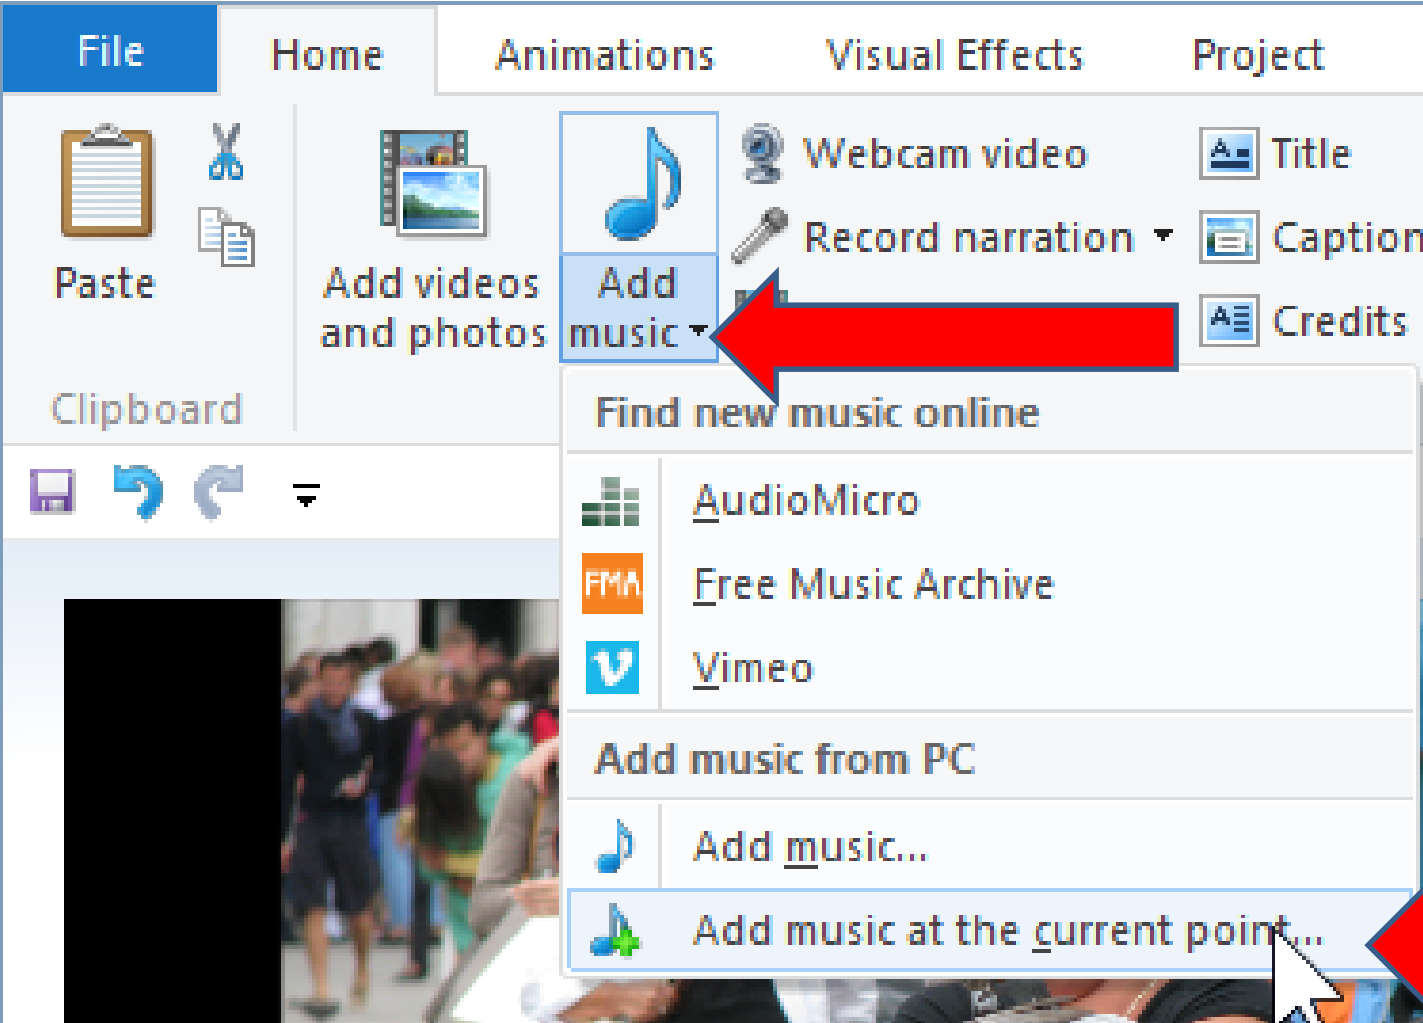 File
Home
Animations
Visual Effects
Project
Paste
Clipboard
Add videos
and photos
Add
music
Webcam video
Record narration
Title
Caption
Credits
Find new music online
AudioMicro
FMA
Free Music Archive
Vimeo
Add music from PC
Add music...
Add music at the current point...